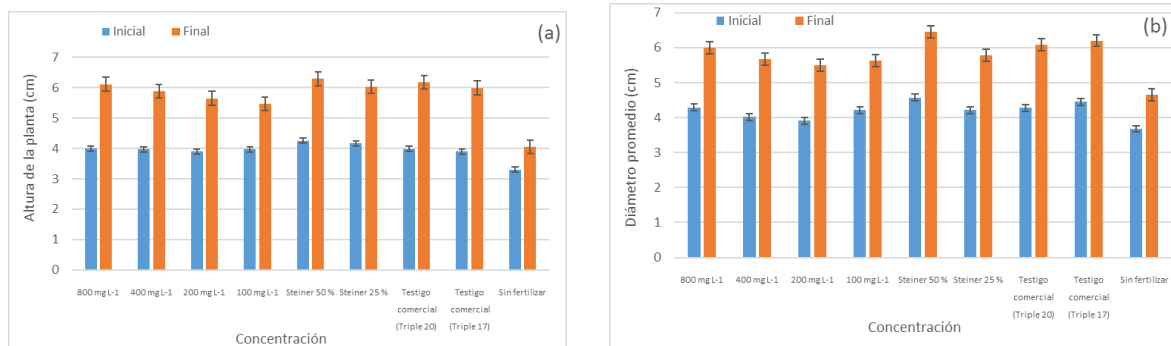 (a)
Inicial Final
Altura de la planta (cm)
7
6
5
4
3
2
1
0
800 mg L-1 400 mg L-1 200 mg L-1 100 mg L-1 Steiner 50 % Steiner 25 % Testigo comercial (Triple 20) Testigo comercial (Triple 17) Sin fertilizar
Concentración
(b)
Inicial Final
Diámetro promedio (cm)
7
6
5
4
3
2
1
0
800 mg L-1 400 mg L-1 200 mg L-1 100 mg L-1 Steiner 50 % Steiner 25 % Testigo comercial (Triple 20) Testigo comercial (Triple 17) Sin fertilizar
Concentración